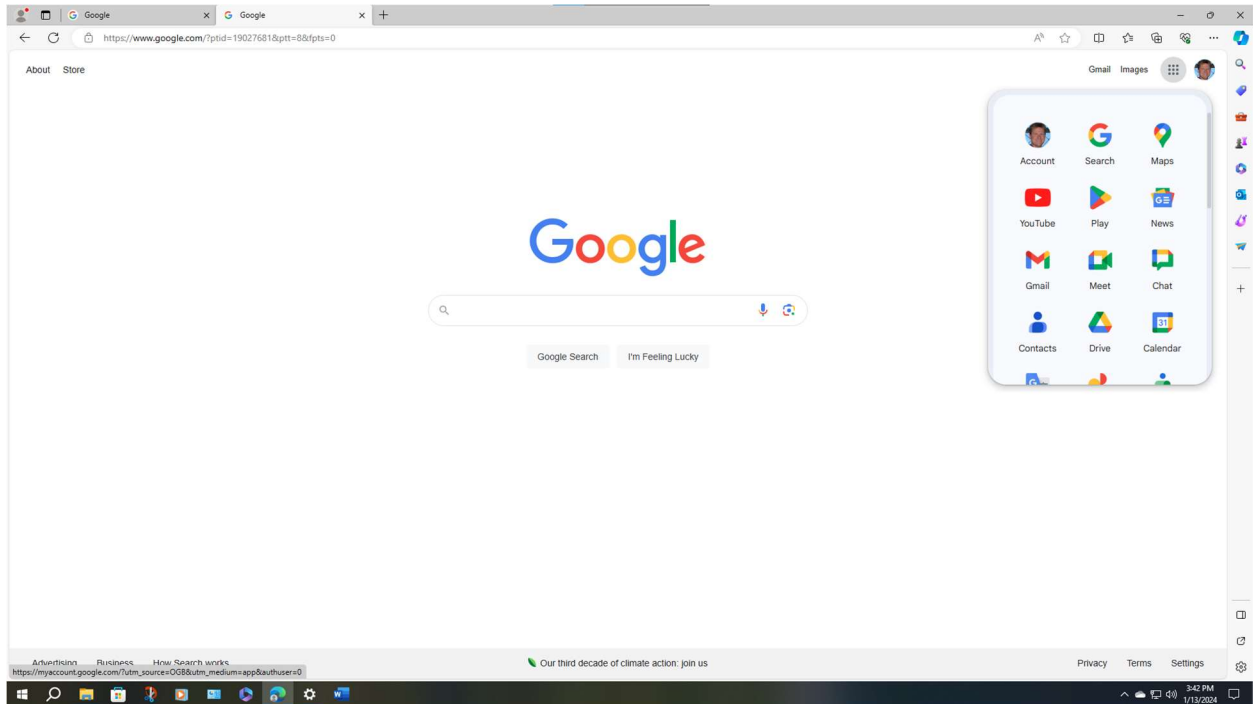 Google
Google
https://www.google.com/?ptid=19027681&ptt=8&fpts=0
About Store
Gmail Images
Account Search Maps
YouTube Play News
Gmail Meet Chat
Contacts Drive Calendar
Google
Google Search I'm Feeling Lucky
Advertising Business How Search works
Our third decade of climate action: join us
Privacy Terms Settings
https://myaccount.google.com/?utm_source=OGB&utm_medium=app&authuser=0
3:42 PM
1/13/2024